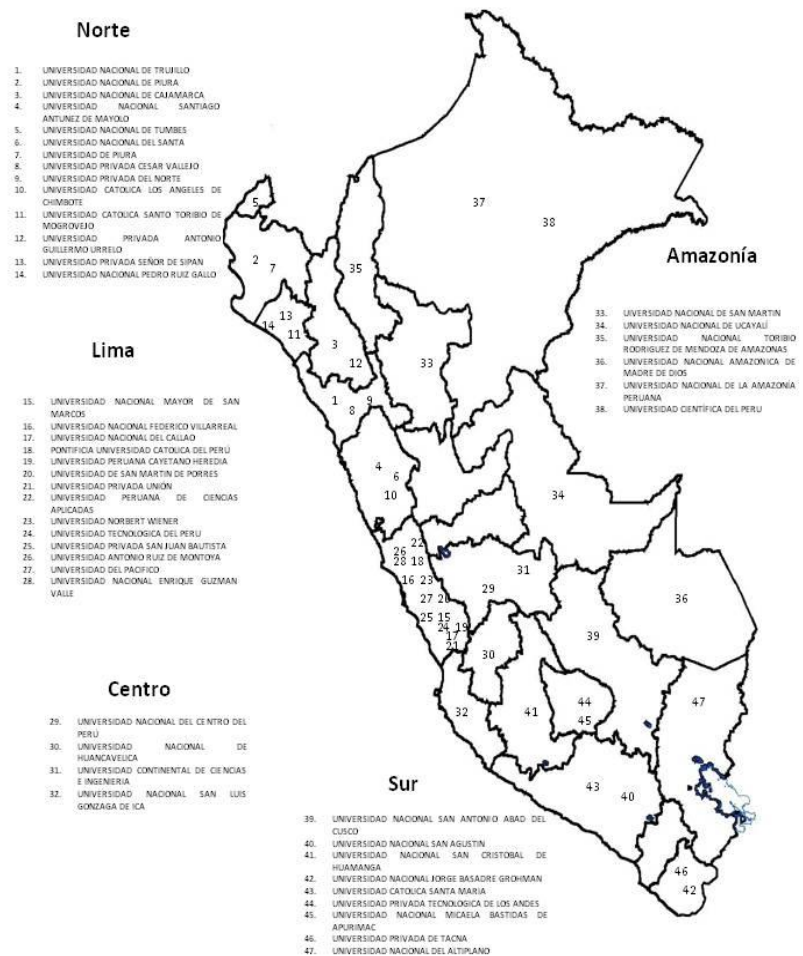 Norte
1. UNIVERSIDAD NACIONAL DE TRUJILLO
2. UNIVERSIDAD NACIONAL DE PIURA
3. UNIVERSIDAD NACIONAL DE CAJAMARCA
4. UNIVERSIDAD NACIONAL SANTIAGO
ANTUNEZ DE MAYOLO
5. UNIVERSIDAD NACIONAL DE TUMBES
6. UNIVERSIDAD NACIONAL DEL SANTA
7. UNIVERSIDAD DE PIURA
8. UNIVERSIDAD PRIVADA CESAR VALLEJO
9. UNIVERSIDAD PRIVADA DEL NORTE
10. UNIVERSIDAD CATOLICA LOS ANGELES DE
CHIMBOTE
11. UNIVERSIDAD CATOLICA SANTO TORIBIO DE
MOGROVEJO
12. UNIVERSIDAD PRIVADA ANTONIO
GUILLERMO URRELO
13. UNIVERSIDAD PRIVADA SEÑOR DE SIPAN
14. UNIVERSIDAD NACIONAL PEDRO RUIZ GALLO
Lima
15. UNIVERSIDAD NACIONAL MAYOR DE SAN
MARCOS
16. UNIVERSIDAD NACIONAL FEDERICO VILLARREAL
17. UNIVERSIDAD NACIONAL DEL CALLAO
18. PONTIFICIA UNIVERSIDAD CATOLICA DEL PERÚ
19. UNIVERSIDAD PERUANA CAYETANO HEREDIA
20. UNIVERSIDAD DE SAN MARTIN DE PORRES
21. UNIVERSIDAD PRIVADA UNIÓN
22. UNIVERSIDAD PERUANA DE CIENCIAS
APLICADAS
23. UNIVERSIDAD NORBERT WIENER
24. UNIVERSIDAD TECNOLOGICA DEL PERU
25. UNIVERSIDAD PRIVADA SAN JUAN BAUTISTA
26. UNIVERSIDAD ANTONIO RUIZ DE MONTOYA
27. UNIVERSIDAD DEL PACIFICO
28. UNIVERSIDAD NACIONAL ENRIQUE GUZMAN
VALLE
Centro
29. UNIVERSIDAD NACIONAL DEL CENTRO DEL
PERÚ
30. UNIVERSIDAD NACIONAL DE
HUANCAVELICA
31. UNIVERSIDAD CONTINENTAL DE CIENCIAS
E INGENIERIA
32. UNIVERSIDAD NACIONAL SAN LUIS
GONZAGA DE ICA
Amazonía
33. UIVERSIDAD NACIONAL DE SAN MARTIN
34. UNIVERSIDAD NACIONAL DE UCAYALÍ
35. UNIVERSIDAD NACIONAL TORIBIO
RODRIGUEZ DE MENDOZA DE AMAZONAS
36. UNIVERSIDAD NACIONAL AMAZONICA DE
MADRE DE DIOS
37. UNIVERSIDAD NACIONAL DE LA AMAZONÍA
PERUANA
38. UNIVERSIDAD CIENTÍFICA DEL PERU
Sur
39. UNIVERSIDAD NACIONAL SAN ANTONIO ABAD DEL
CUSCO
40. UNIVERSIDAD NACIONAL SAN AGUSTIN
41. UNIVERSIDAD NACIONAL SAN CRISTOBAL DE
HUAMANGA
42. UNIVERSIDAD NACIONAL JORGE BASADRE GROHMAN
43. UNIVERSIDAD CATOLICA SANTA MARIA
44. UNIVERSIDAD PRIVADA TECNOLOGICA DE LOS ANDES
45. UNIVERSIDAD NACIONAL MICAELA BASTIDAS DE
APURIMAC
46. UNIVERSIDAD PRIVADA DE TACNA
47. UNIVERSIDAD NACIONAL DEL ALTIPLANO
37
38
5
2
7
35
13
14
11
3
12
33
1
9
8
4
6
10
34
22
26
28 18
16 23
27 20
25 15
24 19
17
21
31
29
36
39
30
32
41
44
45
47
43
40
46
42